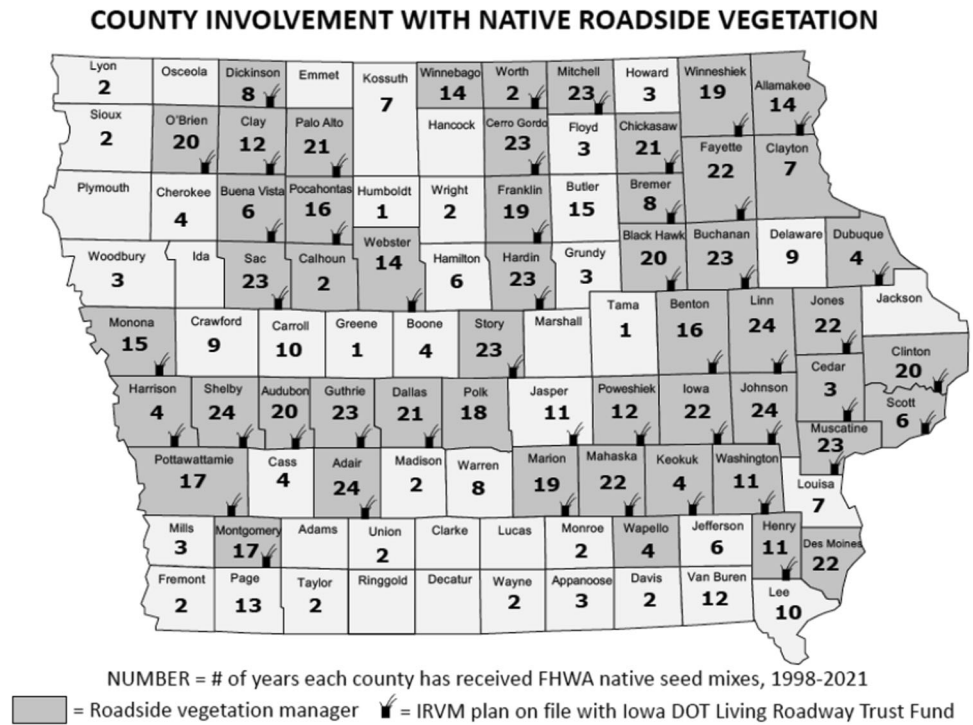 COUNTY INVOLVEMENT WITH NATIVE ROADSIDE VEGETATION
Lyon
2
Osceola
Dickinson
8
Emmet
Kossuth
7
Winnebago
14
Worth
2
Mitchell
23
Howard
3
Winneshiek
19
Allamakee
14
Sioux
2
O'Brien
20
Clay
12
Palo Alto
21
Hancock
Cerro Gordo
23
Floyd
3
Chickasaw
21
Fayette
22
Clayton
7
Plymouth
Cherokee
4
Buena Vista
6
Pocahontas
16
Humboldt
1
Wright
2
Franklin
19
Butler
15
Bremer
8
Woodbury
3
Ida
Sac
23
Calhoun
2
Webster
14
Hamilton
6
Hardin
23
Grundy
3
Black Hawk
20
Buchanan
23
Delaware
9
Dubuque
4
Monona
15
Crawford
9
Carroll
10
Greene
1
Boone
4
Story
23
Marshall
Tama
1
Benton
16
Linn
24
Jones
22
Jackson
Clinton
20
Cedar
3
Scott
6
Harrison
4
Shelby
24
Audubon
20
Guthrie
23
Dallas
21
Polk
18
Jasper
11
Poweshiek
12
Iowa
22
Johnson
24
Muscatine
23
Pottawattamie
17
Cass
4
Adair
24
Madison
2
Warren
8
Marion
19
Mahaska
22
Keokuk
4
Washington
11
Louisa
7
Mills
3
Montgomery
17
Adams
Union
2
Clarke
Lucas
Monroe
2
Wapello
4
Jefferson
6
Henry
11
Des Moines
22
Fremont
2
Page
13
Taylor
2
Ringgold
Decatur
Wayne
2
Appanoose
3
Davis
2
Van Buren
12
Lee
10
NUMBER = # of years each county has received FHWA native seed mixes, 1998-2021
= Roadside vegetation manager = IRVM plan on file with Iowa DOT Living Roadway Trust Fund